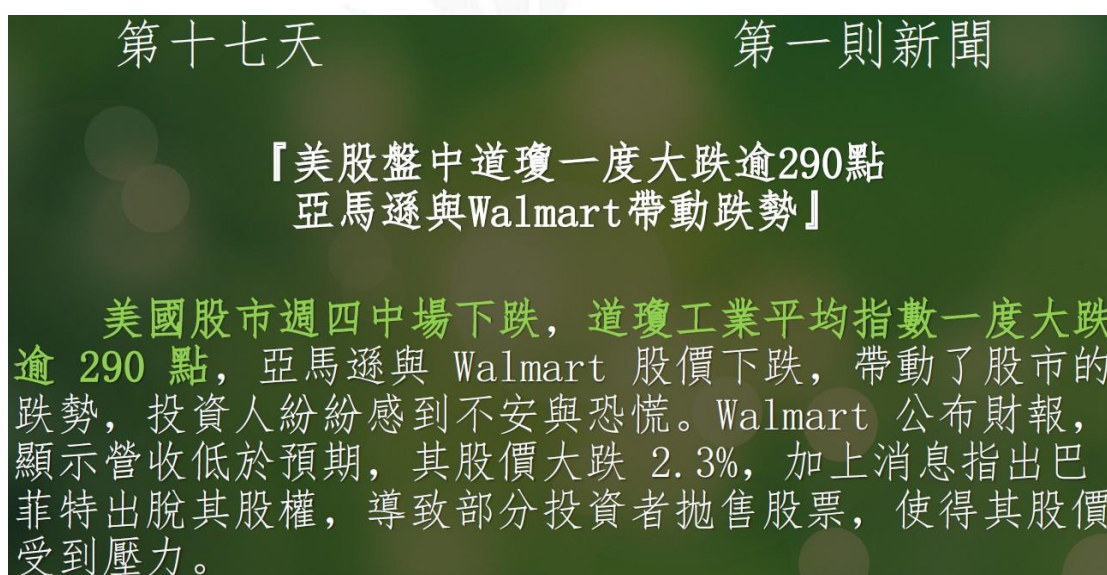 第十七天 第一則新聞
『美股盤中道瓊一度大跌逾290點
亞馬遜與Walmart帶動跌勢』
美國股市週四中場下跌，道瓊工業平均指數一度大跌
逾 290 點，亞馬遜與 Walmart 股價下跌，帶動了股市的
跌勢，投資人紛紛感到不安與恐慌。Walmart 公布財報，
顯示營收低於預期，其股價大跌 2.3%，加上消息指出巴
菲特出脫其股權，導致部分投資者拋售股票，使得其股價
受到壓力。